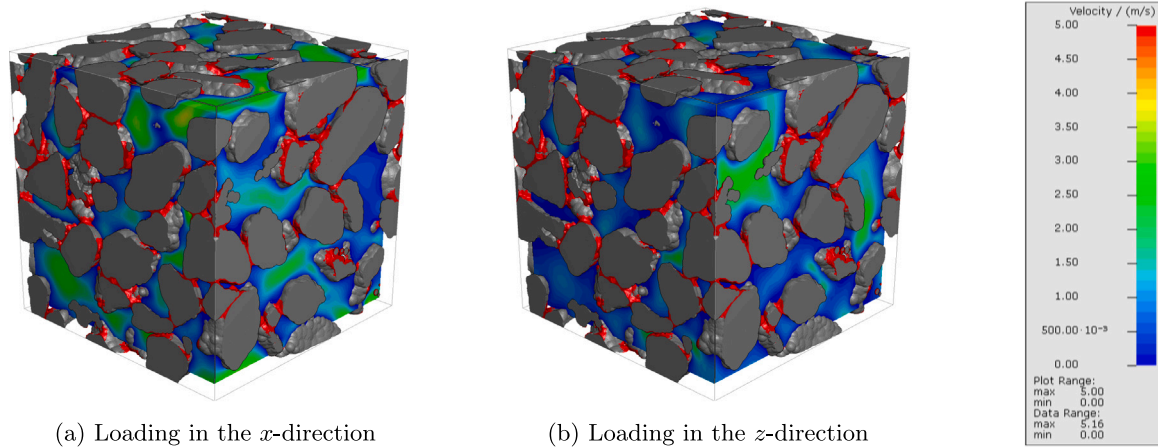 Velocity / (m/s)
5.00
4.50
4.00
3.50
3.00
2.50
2.00
1.50
1.00
500.00·10⁻³
0.00
Plot Range:
max 5.00
min 0.00
Data Range:
max 5.16
min 0.00
(a) Loading in the x-direction
(b) Loading in the z-direction